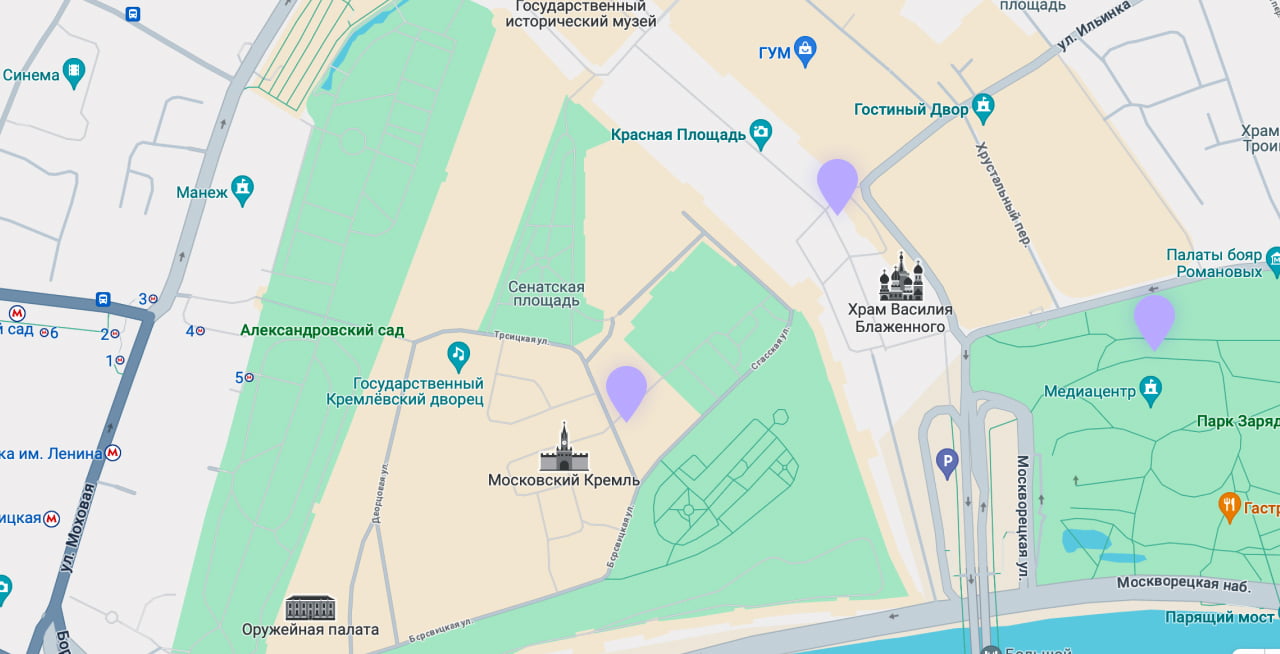 Государственный
исторический музей
площадь
ул. Ильинка
Синема
ГУМ
Гостиный Двор
Красная Площадь
Храм
Хрустальный пер.
Манеж
Палаты бояр
Романовых
Сенатская
площадь
Храм Василия
Блаженного
3
й сад
6
2
4
Александровский сад
Троицкая ул.
Спасская ул.
1
5
Государственный
Кремлёвский дворец
Медиацентр
Парк Заряд
ка им. Ленина
P
Московский Кремль
Дворцовая ул.
ицкая
ул. Моховая
Боровицкая ул.
Москворецкая ул.
Гастр
Москворецкая наб.
Парящий мост
Оружейная палата
Боровицкая ул.
Бор